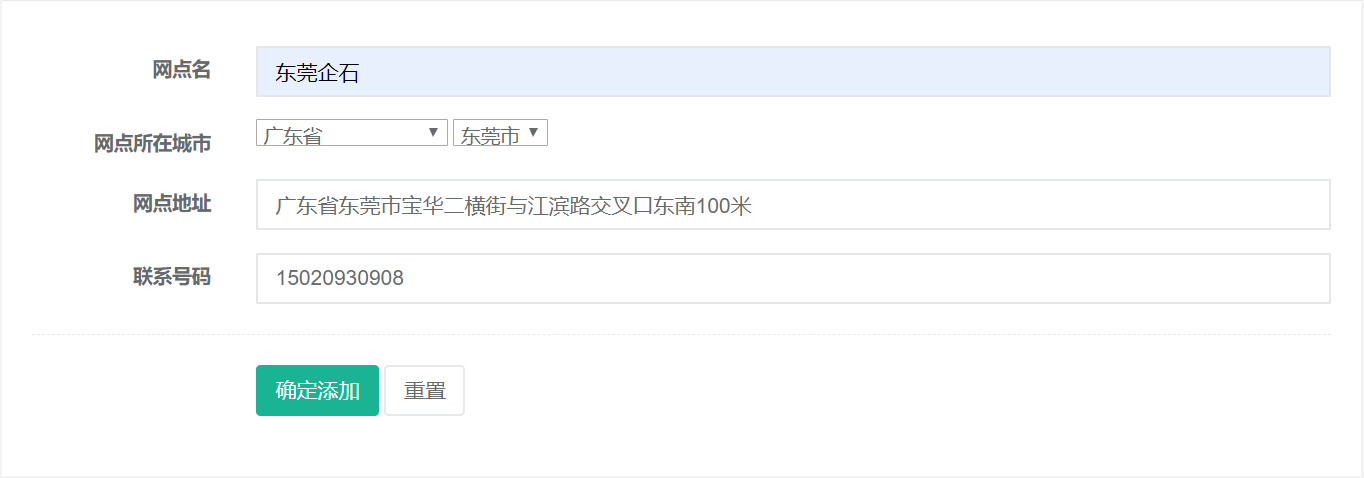 网点名 东莞企石
网点所在城市 广东省 ▼ 东莞市 ▼
网点地址 广东省东莞市宝华二横街与江滨路交叉口东南100米
联系号码 15020930908
确定添加 重置